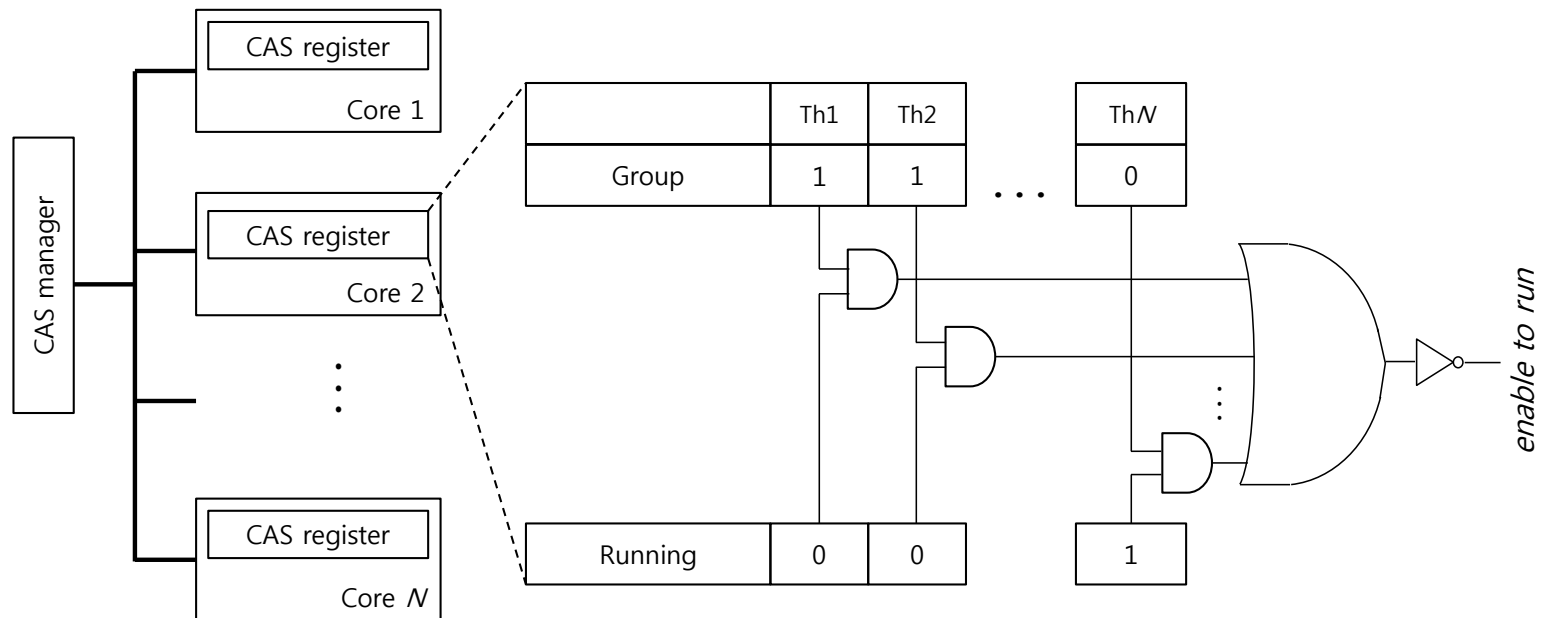 CAS manager
CAS register
Core 1
CAS register
Core 2
CAS register
Core N
Th1 Th2 ThN
Group 1 1 ... 0
Running 0 0 1
enable to run